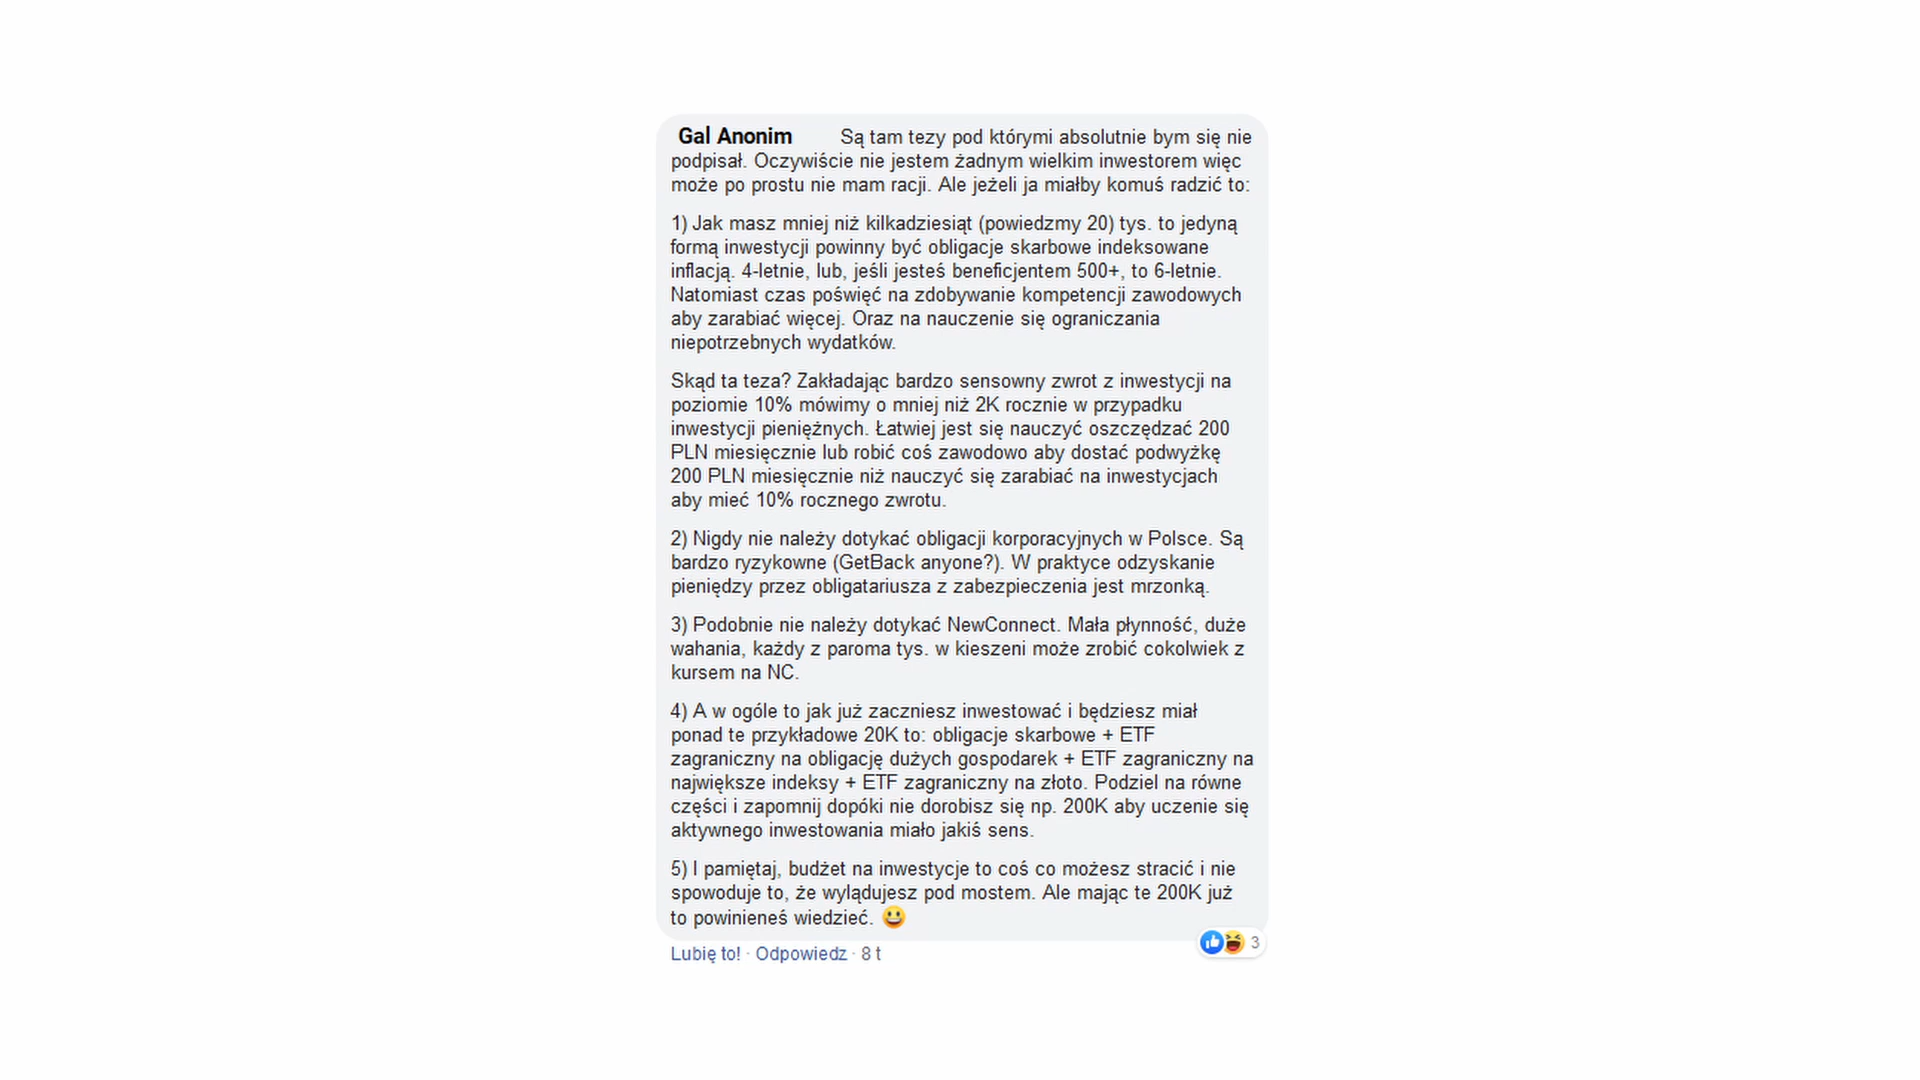 Gal Anonim Są tam tezy pod którymi absolutnie bym się nie
podpisał. Oczywiście nie jestem żadnym wielkim inwestorem więc
może po prostu nie mam racji. Ale jeżeli ja miałby komuś radzić to:
1) Jak masz mniej niż kilkadziesiąt (powiedzmy 20) tys. to jedyną
formą inwestycji powinny być obligacje skarbowe indeksowane
inflacją. 4-letnie, lub, jeśli jesteś beneficjentem 500+, to 6-letnie.
Natomiast czas poświęć na zdobywanie kompetencji zawodowych
aby zarabiać więcej. Oraz na nauczenie się ograniczania
niepotrzebnych wydatków.
Skąd ta teza? Zakładając bardzo sensowny zwrot z inwestycji na
poziomie 10% mówimy o mniej niż 2K rocznie w przypadku
inwestycji pieniężnych. Łatwiej jest się nauczyć oszczędzać 200
PLN miesięcznie lub robić coś zawodowo aby dostać podwyżkę
200 PLN miesięcznie niż nauczyć się zarabiać na inwestycjach
aby mieć 10% rocznego zwrotu.
2) Nigdy nie należy dotykać obligacji korporacyjnych w Polsce. Są
bardzo ryzykowne (GetBack anyone?). W praktyce odzyskanie
pieniędzy przez obligatariusza z zabezpieczenia jest mrzonką.
3) Podobnie nie należy dotykać NewConnect. Mała płynność, duże
wahania, każdy z paroma tys. w kieszeni może zrobić cokolwiek z
kursem na NC.
4) A w ogóle to jak już zaczniesz inwestować i będziesz miał
ponad te przykładowe 20K to: obligacje skarbowe + ETF
zagraniczny na obligację dużych gospodarek + ETF zagraniczny na
największe indeksy + ETF zagraniczny na złoto. Podziel na równe
części i zapomnij dopóki nie dorobisz się np. 200K aby uczenie się
aktywnego inwestowania miało jakiś sens.
5) I pamiętaj, budżet na inwestycje to coś co możesz stracić i nie
spowoduje to, że wylądujesz pod mostem. Ale mając te 200K już
to powinieneś wiedzieć. 😃
Lubię to! · Odpowiedz · 8 t
3